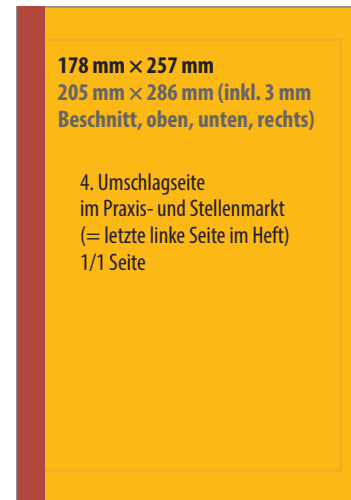 178 mm × 257 mm
205 mm × 286 mm (inkl. 3 mm
Beschnitt, oben, unten, rechts)
4. Umschlagseite
im Praxis- und Stellenmarkt
(= letzte linke Seite im Heft)
1/1 Seite